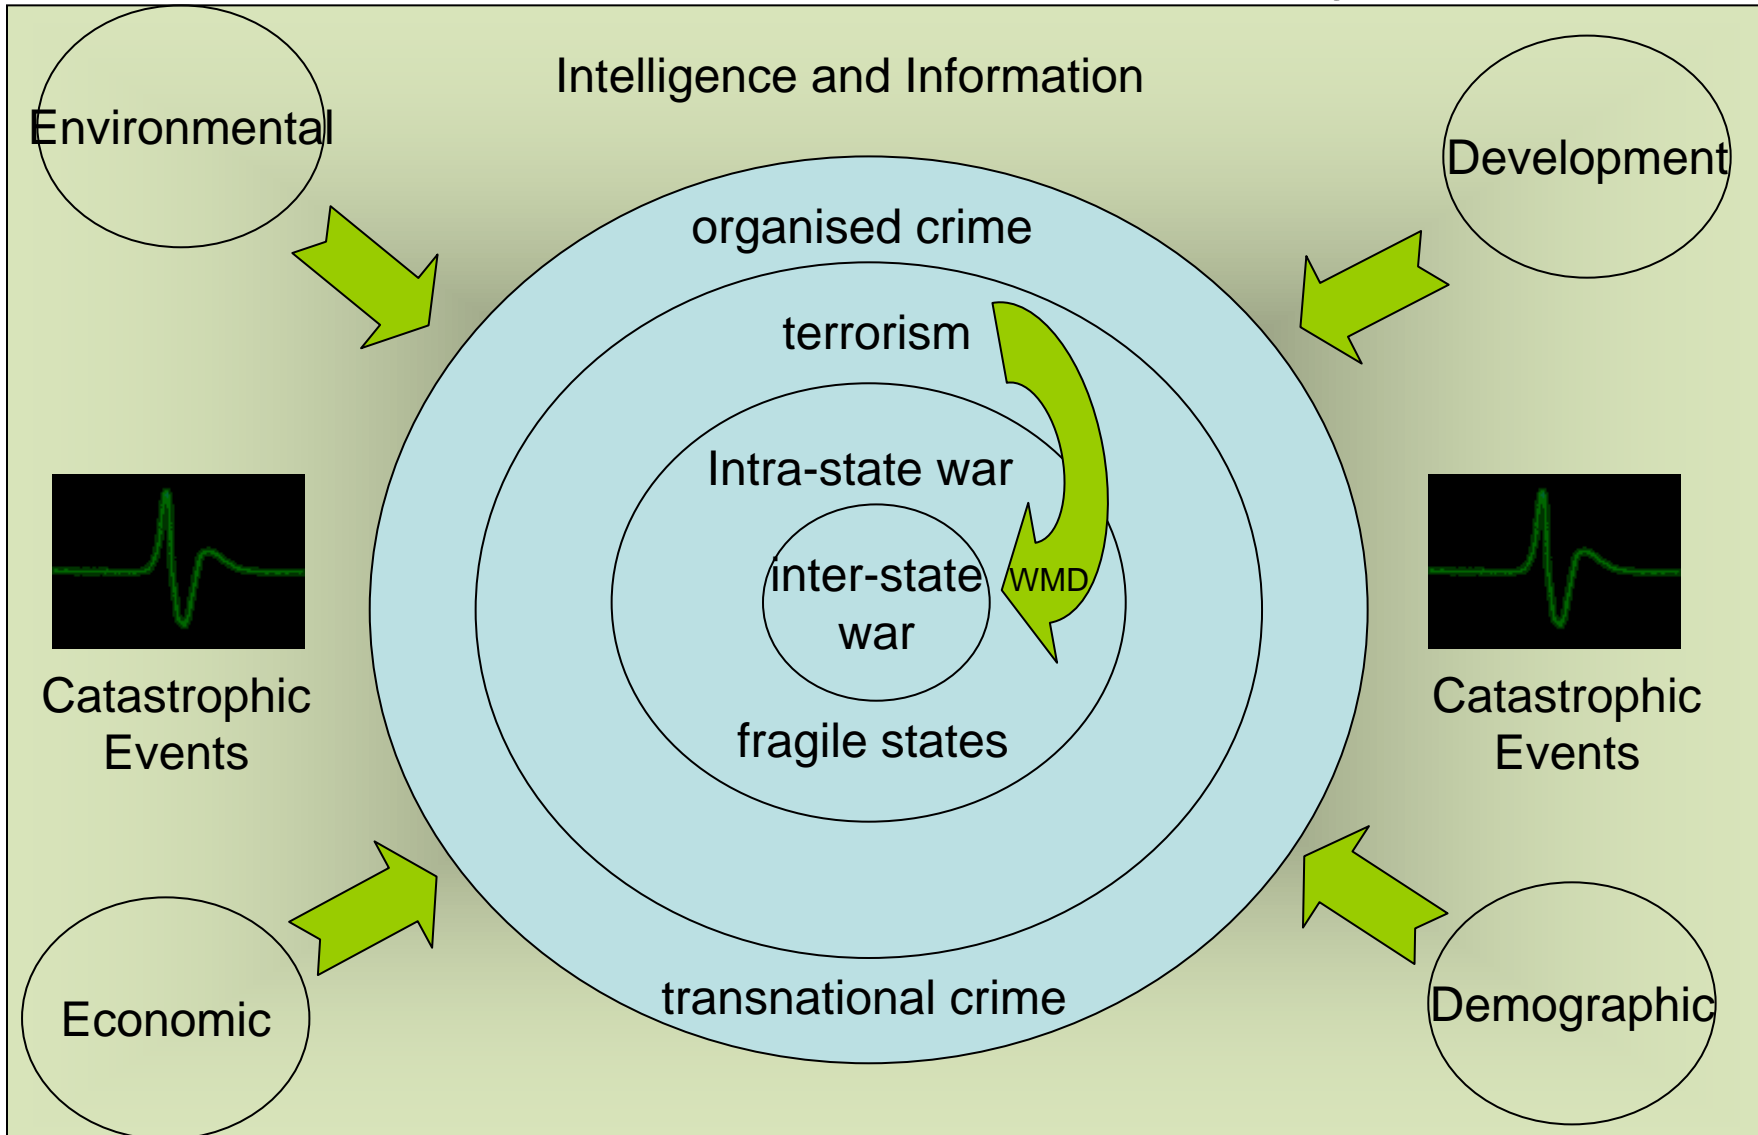 Intelligence and Information
Environmental
Development
organised crime
terrorism
Intra-state war
inter-state
war
WMD
fragile states
Catastrophic
Events
Catastrophic
Events
transnational crime
Economic
Demographic